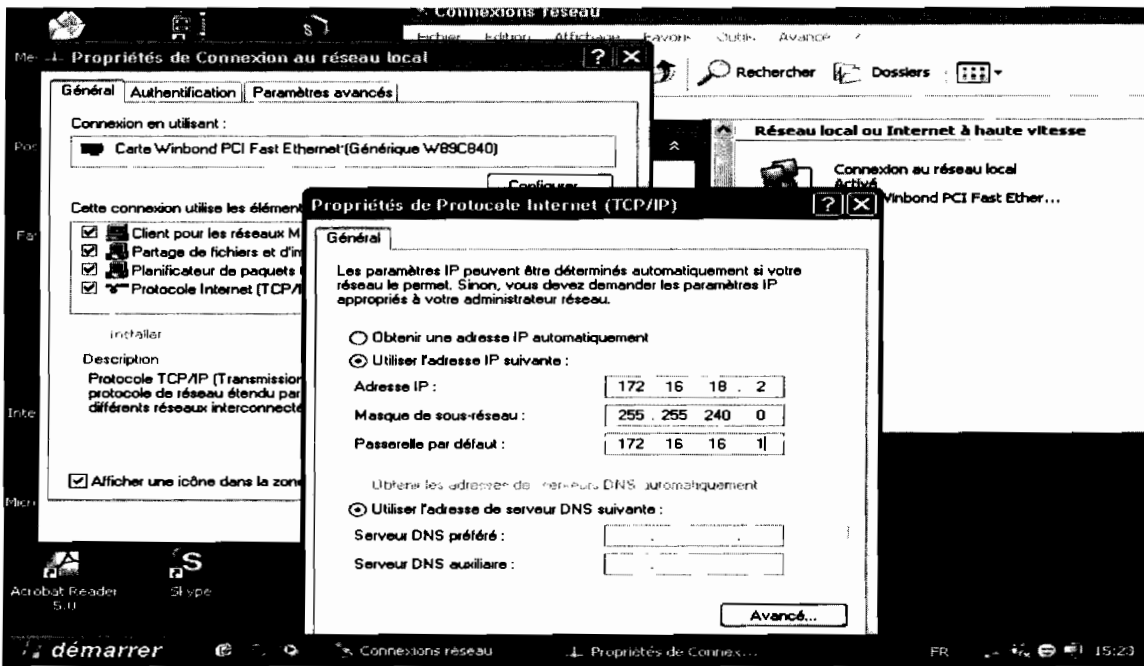 Connexions réseau
Fichier Edition Affichage Favoris Outils Avancé ?
Rechercher Dossiers
Réseau local ou Internet à haute vitesse
Connexion au réseau local
Activé
Winbond PCI Fast Ether...
Propriétés de Connexion au réseau local
Général Authentification Paramètres avancés
Connexion en utilisant :
Carte Winbond PCI Fast Ethernet (Générique W89C840)
Configurer...
Cette connexion utilise les élément
Client pour les réseaux M
Partage de fichiers et d'im
Planificateur de paquets
Protocole Internet (TCP/I
Installer
Description
Protocole TCP/IP (Transmission
protocole de réseau étendu par
différents réseaux interconnecté
Afficher une icône dans la zone
Propriétés de Protocole Internet (TCP/IP)
Général
Les paramètres IP peuvent être déterminés automatiquement si votre
réseau le permet. Sinon, vous devez demander les paramètres IP
appropriés à votre administrateur réseau.
Obtenir une adresse IP automatiquement
Utiliser l'adresse IP suivante :
Adresse IP : 172 16 18 . 2
Masque de sous-réseau : 255 . 255 240 0
Passerelle par défaut : 172 16 16 1
Obtenir les adresses de serveurs DNS automatiquement
Utiliser l'adresse de serveur DNS suivante :
Serveur DNS préféré :
Serveur DNS auxiliaire :
Avancé...
Me
Pos
Fa
Inte
Micr
Acrobat Reader
5.0
Skype
démarrer
Connexions réseau
Propriétés de Connex...
FR
15:23